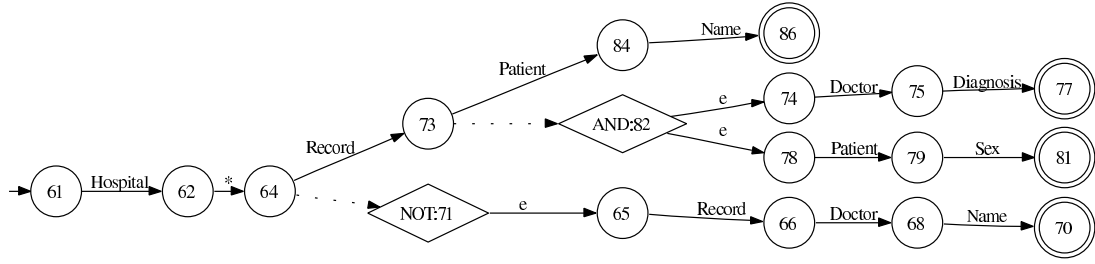 Name
86
84
Patient
e
74
Doctor
75
Diagnosis
77
73
AND:82
Record
e
78
Patient
79
Sex
81
61
Hospital
62
*
64
NOT:71
e
65
Record
66
Doctor
68
Name
70